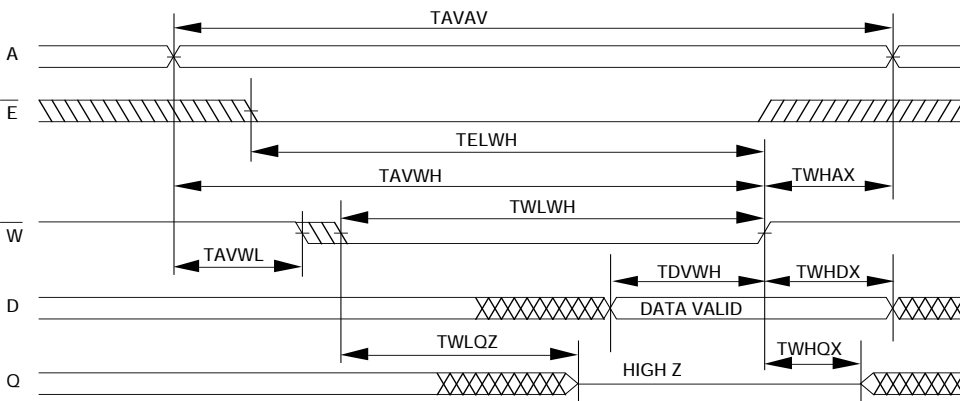 TAVAV
A
E
TELWH
TAVWH
TWHAX
TWLWH
W
TAVWL
TDVWH
TWHDX
D
DATA VALID
TWLQZ
TWHQX
HIGH Z
Q